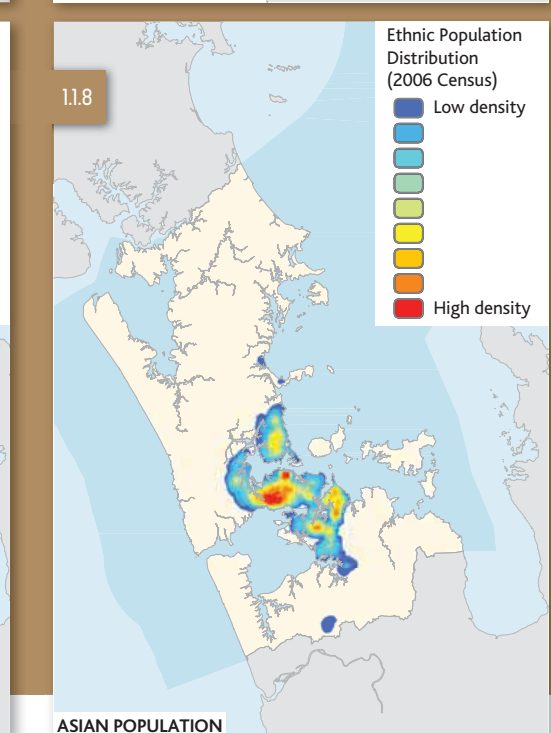 1.1.8
Ethnic Population
Distribution
(2006 Census)
Low density
High density
ASIAN POPULATION